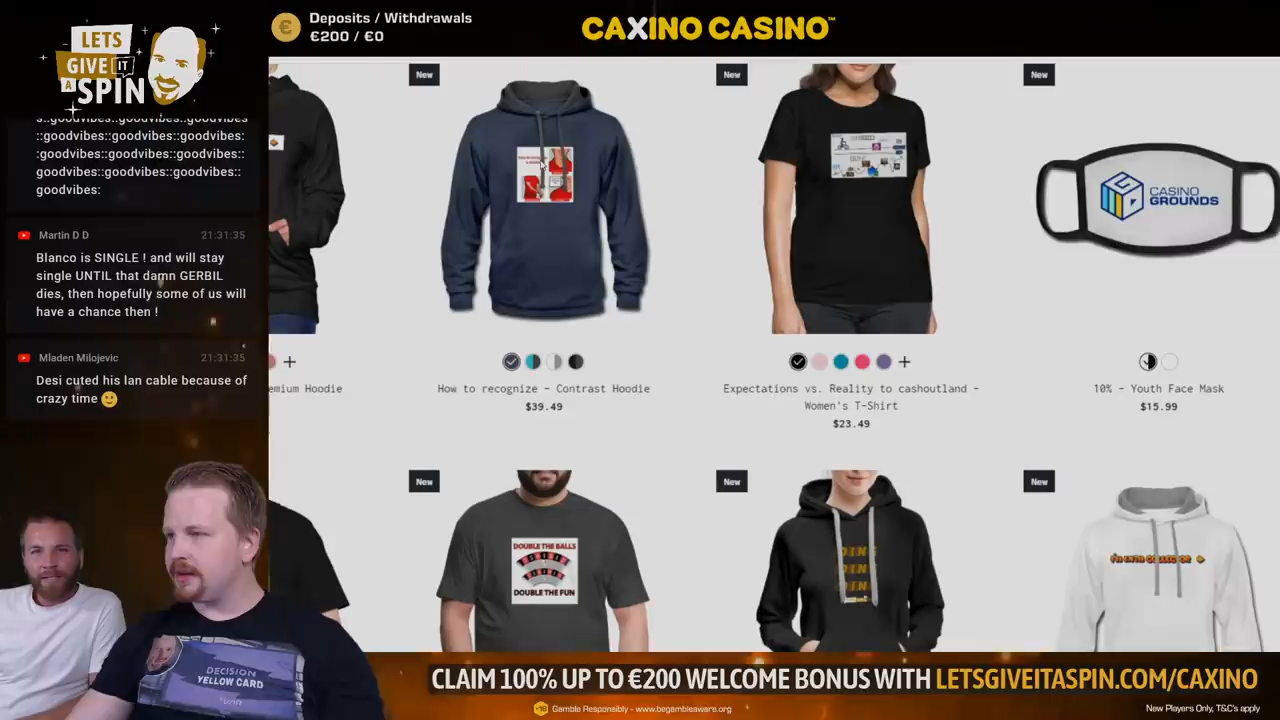 LETS
GIVE IT
A SPIN
Deposits / Withdrawals
€200 / €0
CAXINO CASINO™
::goodvibes::goodvibes::goodvibes:
:goodvibes::goodvibes::goodvibes::
goodvibes::goodvibes::goodvibes::
goodvibes:
Martin D D 21:31:35
Blanco is SINGLE ! and will stay
single UNTIL that damn GERBIL
dies, then hopefully some of us will
have a chance then !
Mladen Milojevic 21:31:35
Desi cuted his lan cable because of
crazy time
New
New
New
CASINO
GROUNDS
emium Hoodie
How to recognize - Contrast Hoodie
$39.49
Expectations vs. Reality to cashoutland -
Women's T-Shirt
$23.49
10% - Youth Face Mask
$15.99
New
New
New
DOUBLE THE BALLS
DOUBLE THE FUN
DING
DING
DING
DECISION
YELLOW CARD
CLAIM 100% UP TO €200 WELCOME BONUS WITH LETSGIVEITASPIN.COM/CAXINO
+18 Gamble Responsibly - www.begambleaware.org
New Players Only, T&C's apply